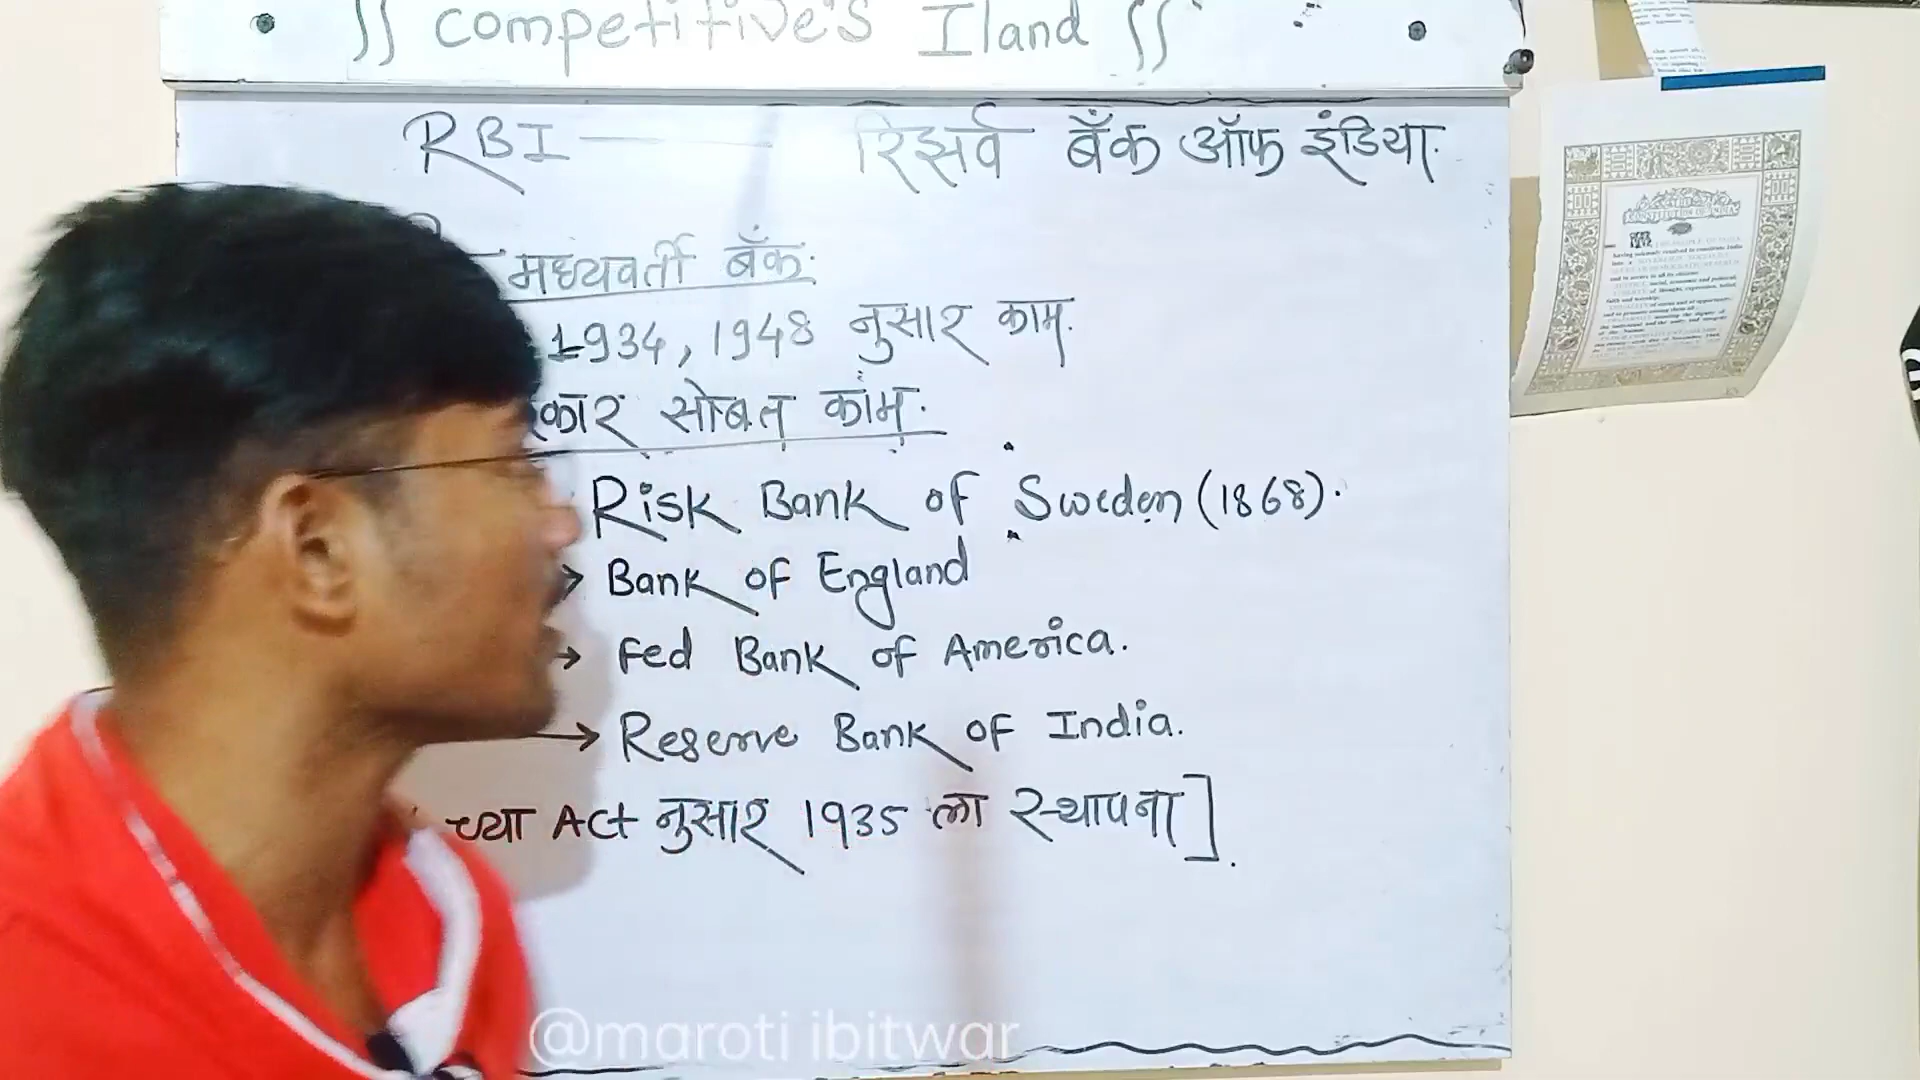 ∬ competitive's Iland ∬
RBI — रिझर्व बँक ऑफ इंडिया.
मध्यवर्ती बँक.
1934, 1948 नुसार काम.
कार सोबत काम.
Risk Bank of Sweden (1868).
→ Bank of England
→ Fed Bank of America.
→ Reserve Bank of India.
च्या Act नुसार 1935 ला स्थापना].
@maroti ibitwar